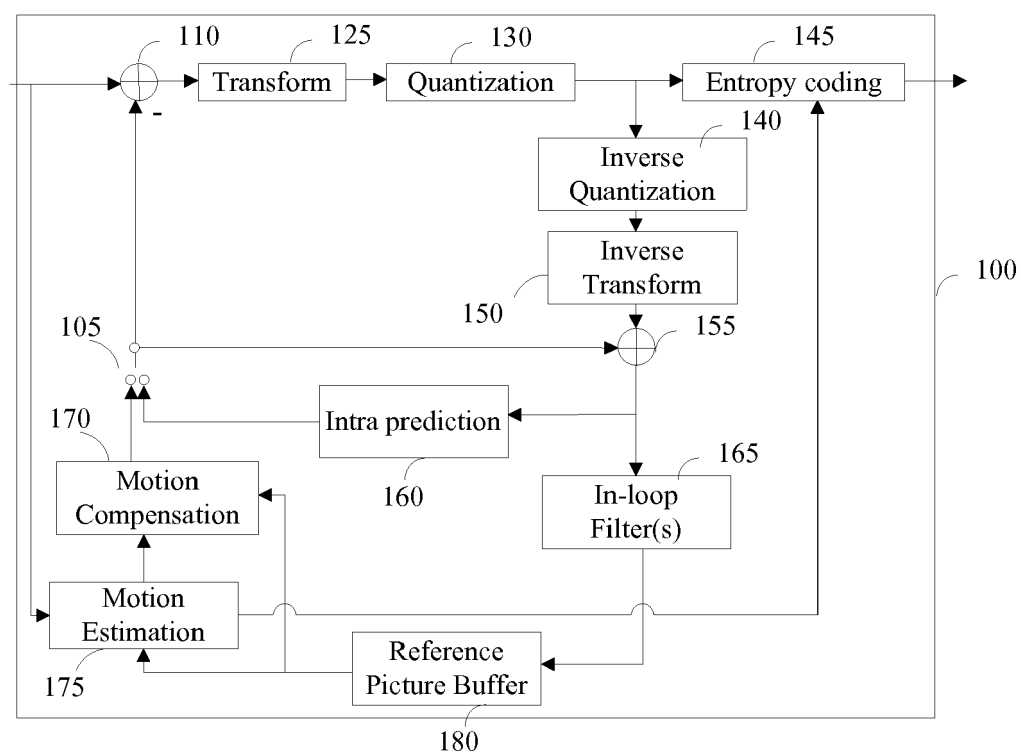 110
125
130
145
Transform
Quantization
Entropy coding
-
140
Inverse
Quantization
Inverse
Transform
100
150
155
105
Intra prediction
170
165
160
Motion
Compensation
In-loop
Filter(s)
Motion
Estimation
Reference
Picture Buffer
175
180